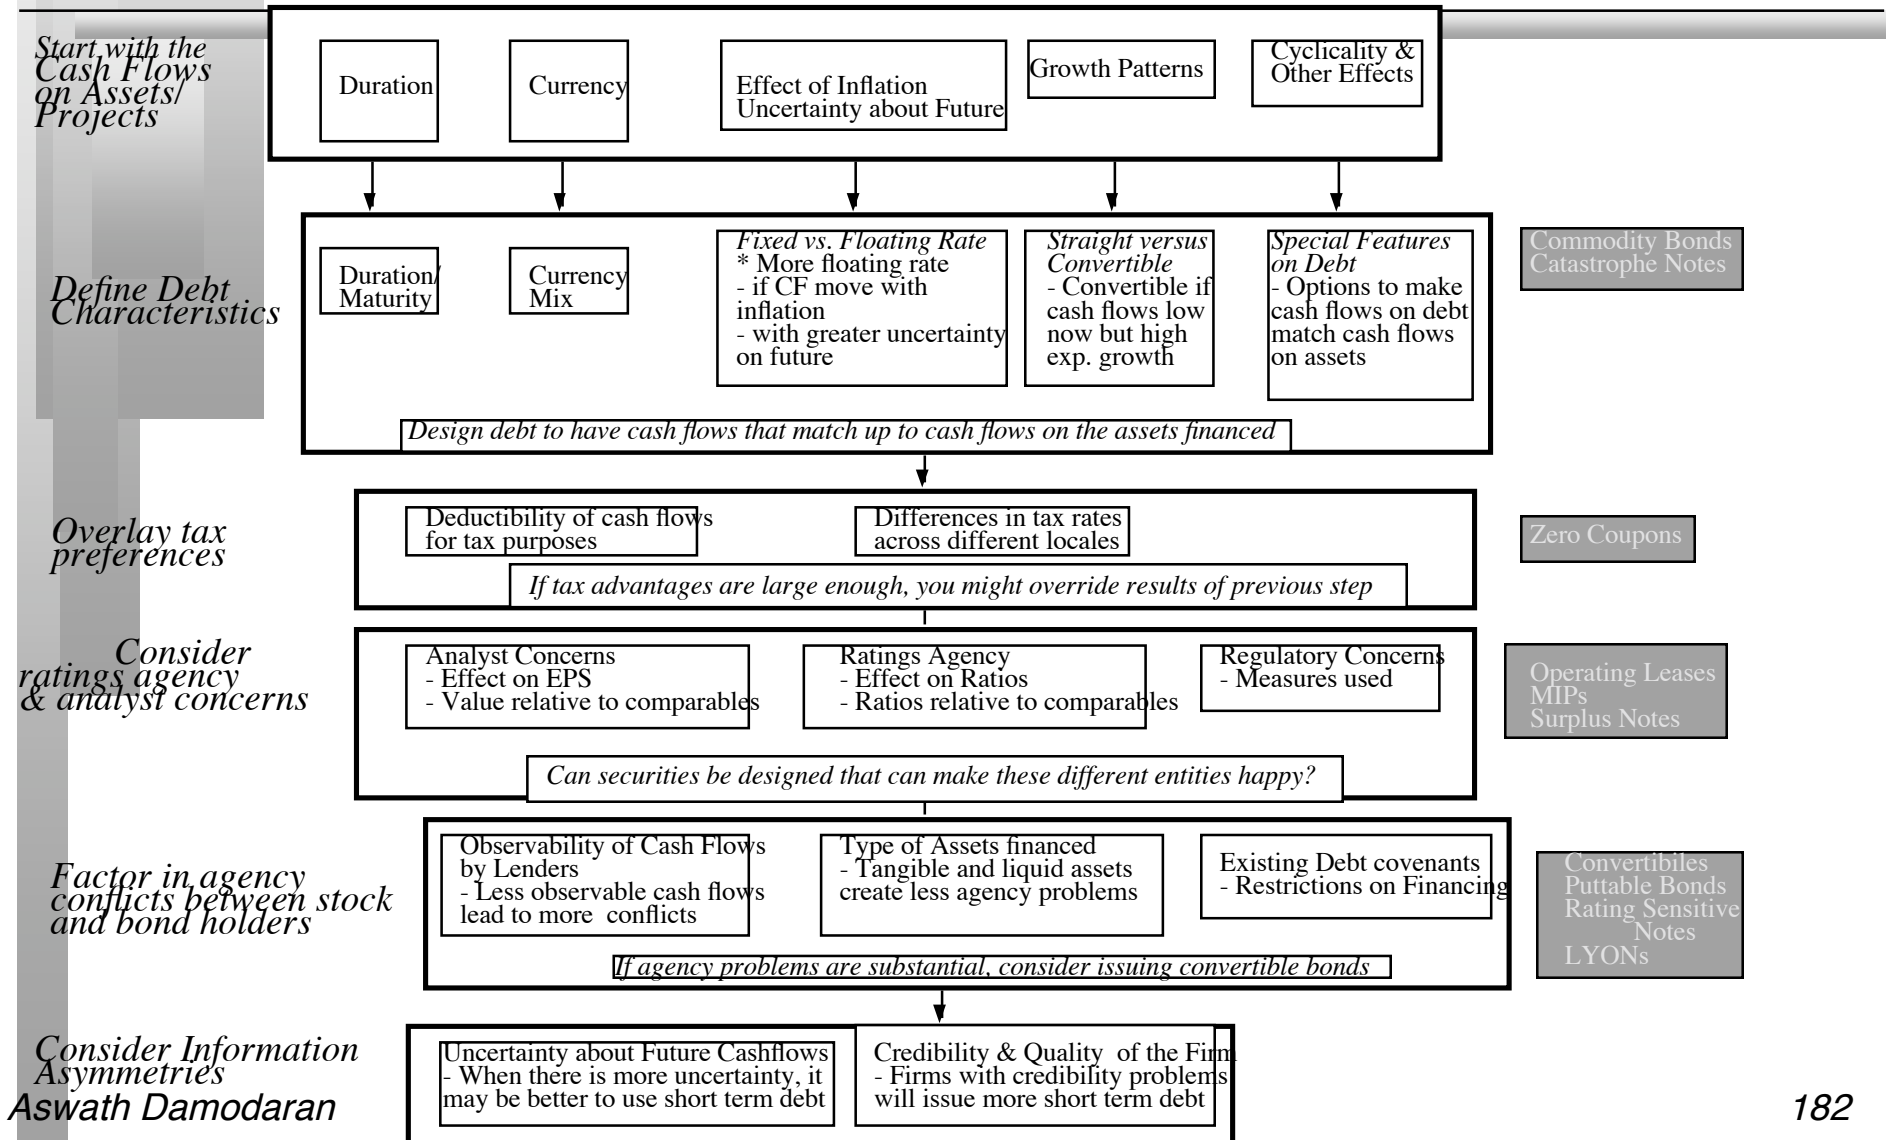 Start with the
Cash Flows
on Assets/
Projects
Duration
Currency
Effect of Inflation
Uncertainty about Future
Growth Patterns
Cyclicality &
Other Effects
Define Debt
Characteristics
Duration/
Maturity
Currency
Mix
Fixed vs. Floating Rate
* More floating rate
- if CF move with
inflation
- with greater uncertainty
on future
Straight versus
Convertible
- Convertible if
cash flows low
now but high
exp. growth
Special Features
on Debt
- Options to make
cash flows on debt
match cash flows
on assets
Commodity Bonds
Catastrophe Notes
Design debt to have cash flows that match up to cash flows on the assets financed
Overlay tax
preferences
Deductibility of cash flows
for tax purposes
Differences in tax rates
across different locales
Zero Coupons
If tax advantages are large enough, you might override results of previous step
Consider
ratings agency
& analyst concerns
Analyst Concerns
- Effect on EPS
- Value relative to comparables
Ratings Agency
- Effect on Ratios
- Ratios relative to comparables
Regulatory Concerns
- Measures used
Operating Leases
MIPs
Surplus Notes
Can securities be designed that can make these different entities happy?
Factor in agency
conflicts between stock
and bond holders
Observability of Cash Flows
by Lenders
- Less observable cash flows
lead to more conflicts
Type of Assets financed
- Tangible and liquid assets
create less agency problems
Existing Debt covenants
- Restrictions on Financing
Convertibiles
Puttable Bonds
Rating Sensitive
Notes
LYONs
If agency problems are substantial, consider issuing convertible bonds
Consider Information
Asymmetries
Uncertainty about Future Cashflows
- When there is more uncertainty, it
may be better to use short term debt
Credibility & Quality of the Firm
- Firms with credibility problems
will issue more short term debt
Aswath Damodaran
182